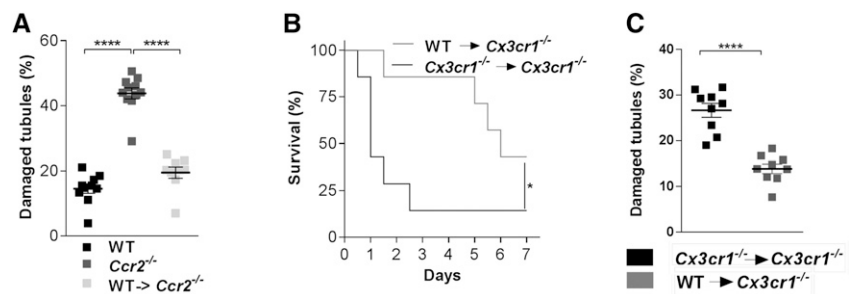 A
Damaged tubules (%)
60
40
20
0
****
****
WT
Ccr2-/-
WT-> Ccr2-/-
B
Survival (%)
100
75
50
25
0
WT → Cx3cr1-/-
Cx3cr1-/- → Cx3cr1-/-
*
0 1 2 3 4 5 6 7
Days
C
Damaged tubules (%)
40
30
20
10
0
****
Cx3cr1-/- → Cx3cr1-/-
WT → Cx3cr1-/-